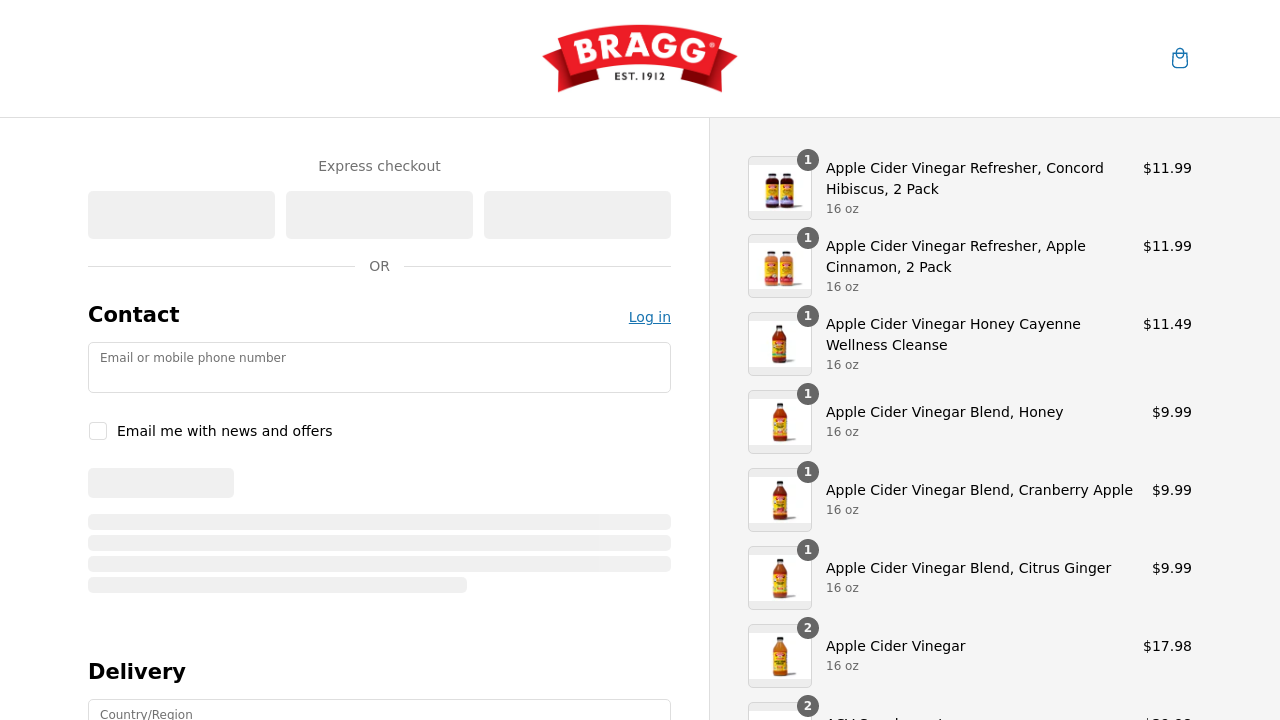 BRAGG®
EST. 1912
Express checkout
OR
Contact
Log in
Email or mobile phone number
Email me with news and offers
Delivery
Country/Region
1
Apple Cider Vinegar Refresher, Concord
Hibiscus, 2 Pack
16 oz
$11.99
1
Apple Cider Vinegar Refresher, Apple
Cinnamon, 2 Pack
16 oz
$11.99
1
Apple Cider Vinegar Honey Cayenne
Wellness Cleanse
16 oz
$11.49
1
Apple Cider Vinegar Blend, Honey
16 oz
$9.99
1
Apple Cider Vinegar Blend, Cranberry Apple
16 oz
$9.99
1
Apple Cider Vinegar Blend, Citrus Ginger
16 oz
$9.99
2
Apple Cider Vinegar
16 oz
$17.98
2